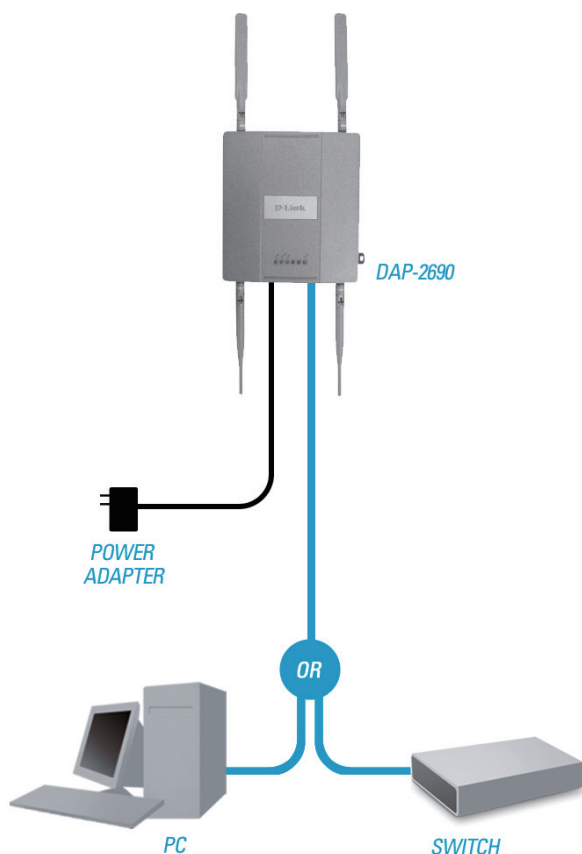 D-Link
DAP-2690
POWER
ADAPTER
OR
PC
SWITCH